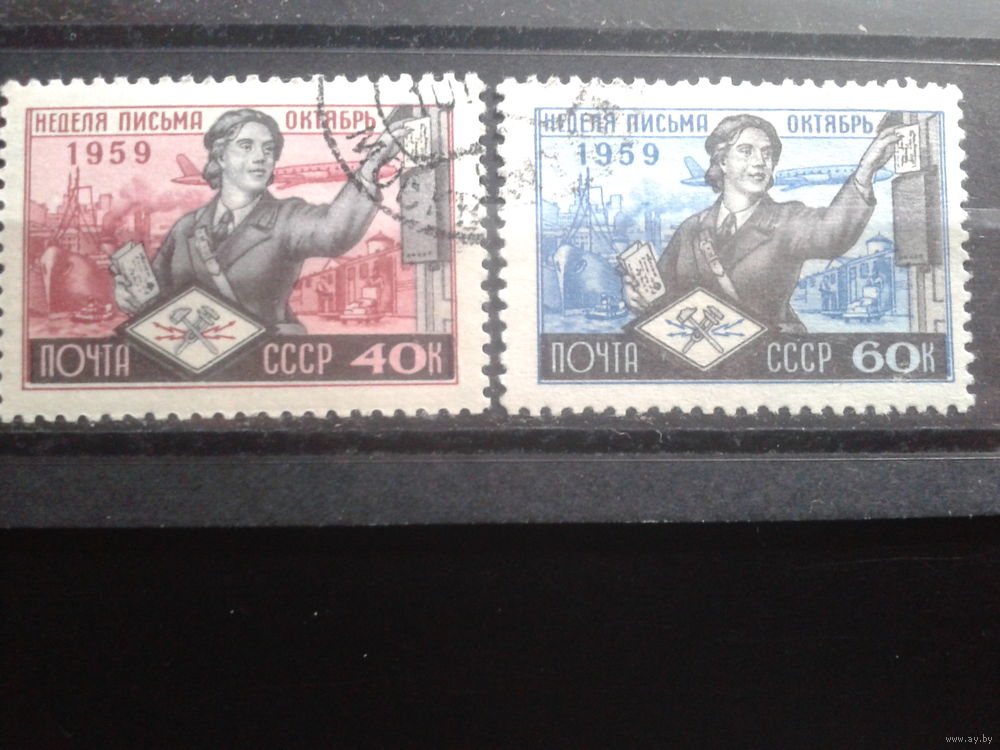 НЕДЕЛЯ ПИСЬМА ОКТЯБРЬ
1959
ПОЧТА СССР 40К
НЕДЕЛЯ ПИСЬМА ОКТЯБРЬ
1959
ПОЧТА СССР 60К
www.ay.by